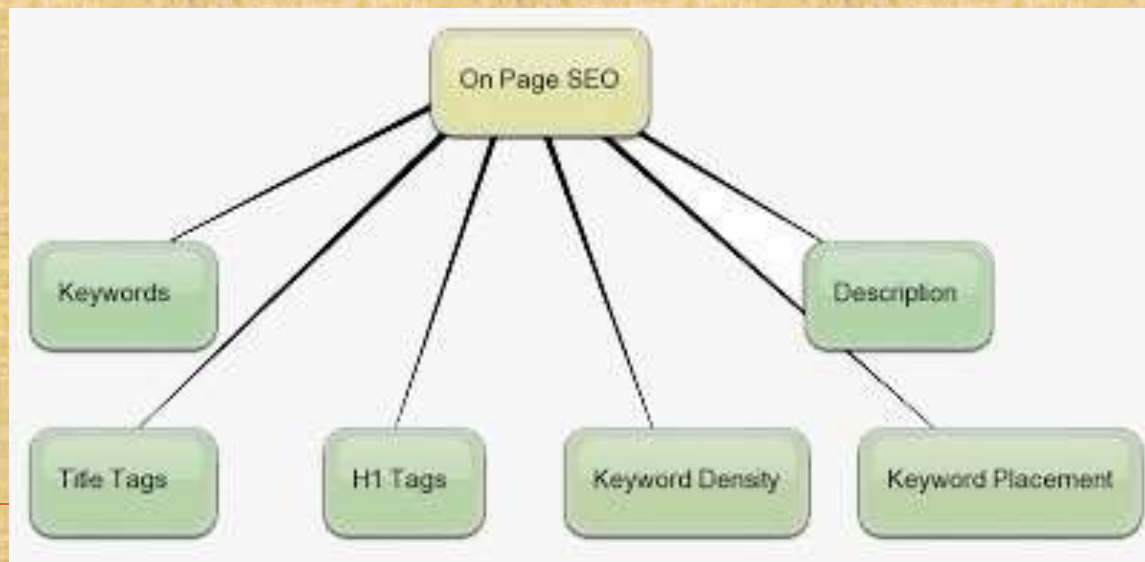 On Page SEO
Keywords
Description
Title Tags
H1 Tags
Keyword Density
Keyword Placement